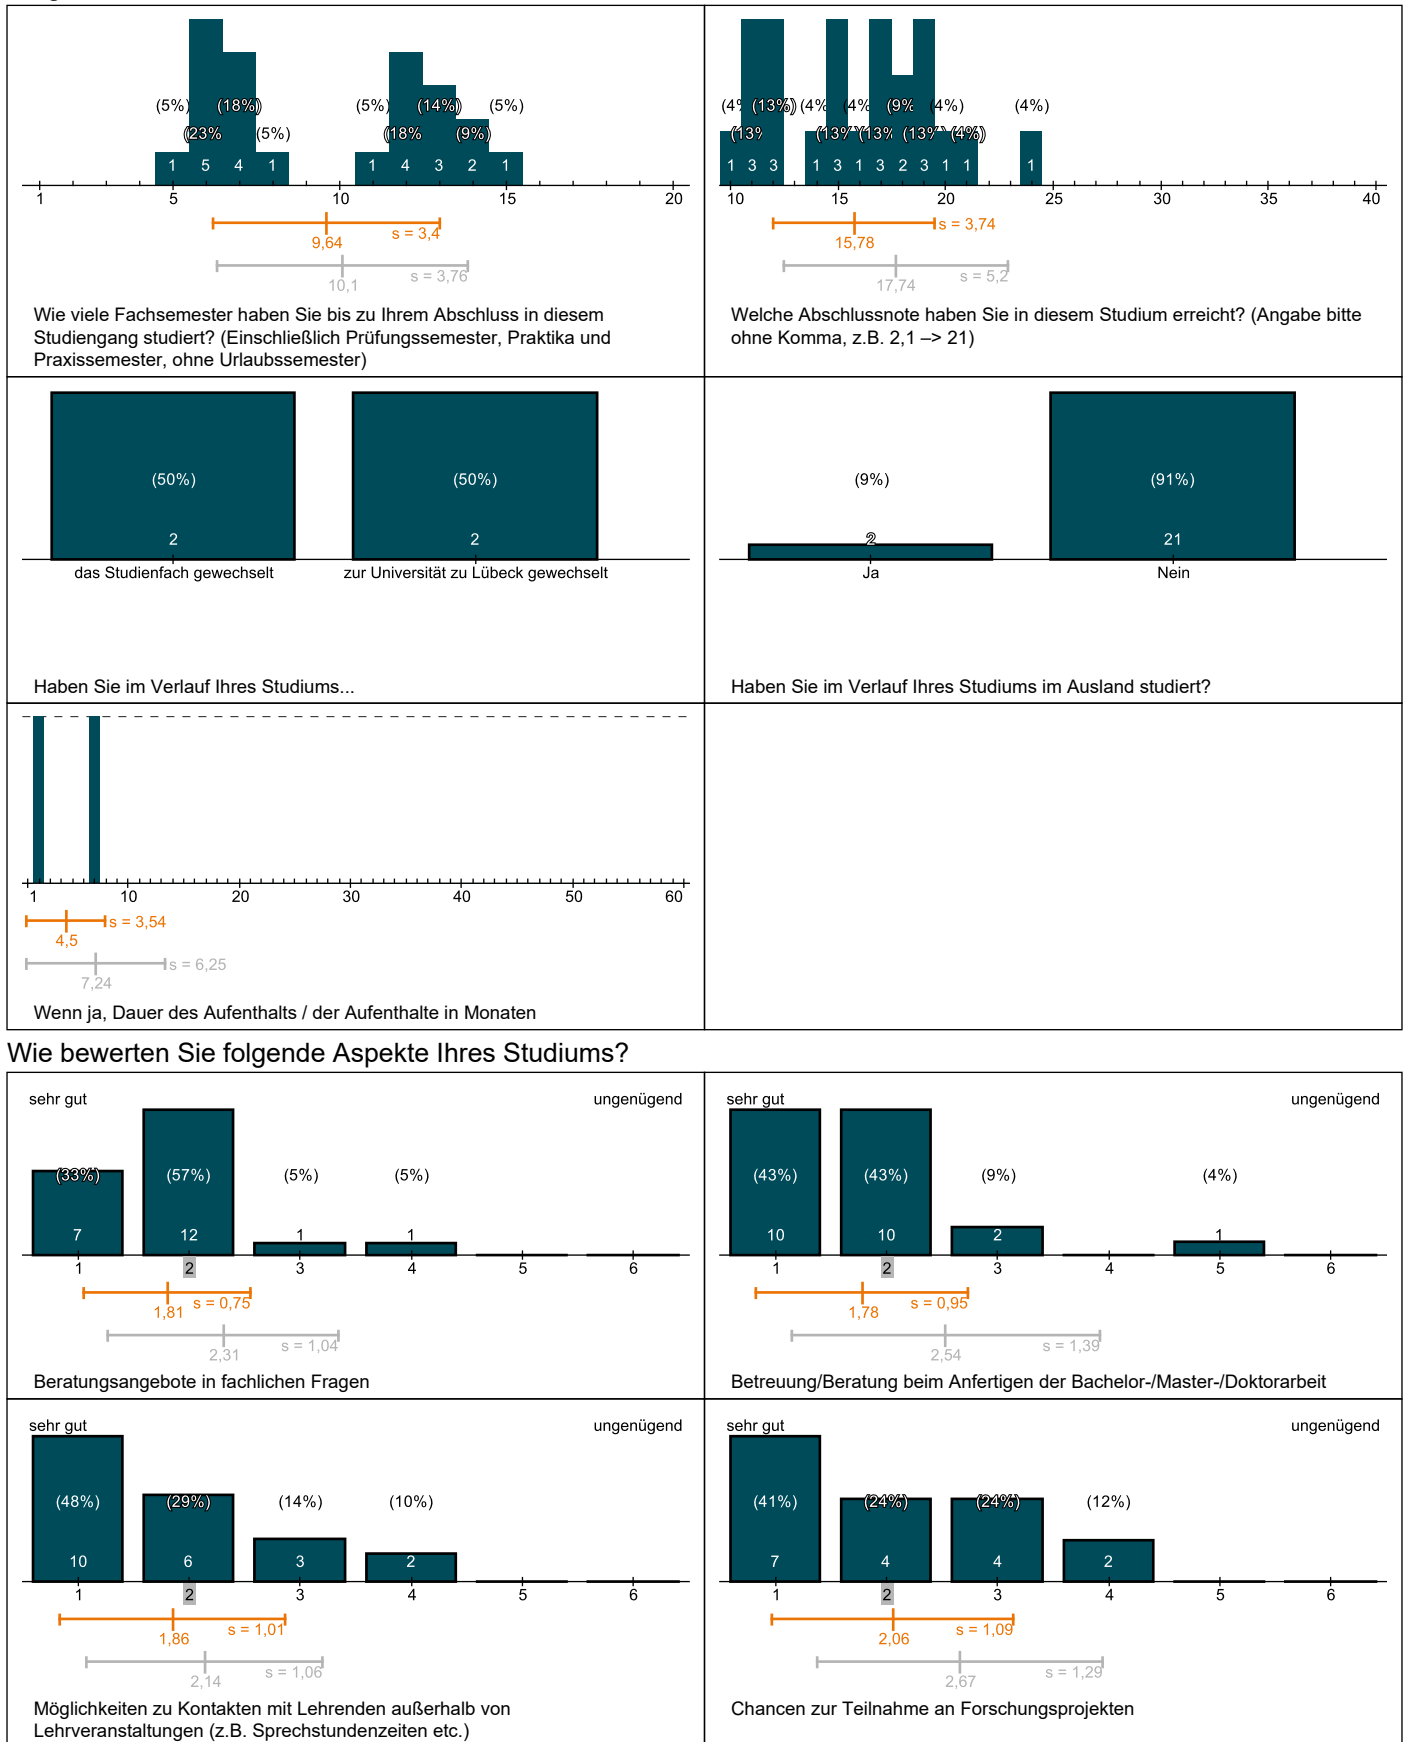 (5%) (18%) (5%) (14%) (5%)
(23% (5%) (18% (9%)
1 5 4 1 1 4 3 2 1
1 5 10 15 20
s = 3,4
9,64
s = 3,76
10,1
Wie viele Fachsemester haben Sie bis zu Ihrem Abschluss in diesem
Studiengang studiert? (Einschließlich Prüfungssemester, Praktika und
Praxissemester, ohne Urlaubssemester)
(4% (13%) (4% (4% (9% (4%) (4%)
(13% (13% (13% (13% (4%)
1 3 3 1 3 1 3 2 3 1 1 1
10 15 20 25 30 35 40
s = 3,74
15,78
s = 5,2
17,74
Welche Abschlussnote haben Sie in diesem Studium erreicht? (Angabe bitte
ohne Komma, z.B. 2,1 –> 21)
(50%) (50%)
2 2
das Studienfach gewechselt zur Universität zu Lübeck gewechselt
Haben Sie im Verlauf Ihres Studiums...
(9%) (91%)
2 21
Ja Nein
Haben Sie im Verlauf Ihres Studiums im Ausland studiert?
1 10 20 30 40 50 60
s = 3,54
4,5
s = 6,25
7,24
Wenn ja, Dauer des Aufenthalts / der Aufenthalte in Monaten
Wie bewerten Sie folgende Aspekte Ihres Studiums?
sehr gut ungenügend
(33%) (57%) (5%) (5%)
7 12 1 1
1 2 3 4 5 6
s = 0,75
1,81
s = 1,04
2,31
Beratungsangebote in fachlichen Fragen
sehr gut ungenügend
(43%) (43%) (9%) (4%)
10 10 2 1
1 2 3 4 5 6
s = 0,95
1,78
s = 1,39
2,54
Betreuung/Beratung beim Anfertigen der Bachelor-/Master-/Doktorarbeit
sehr gut ungenügend
(48%) (29%) (14%) (10%)
10 6 3 2
1 2 3 4 5 6
s = 1,01
1,86
s = 1,06
2,14
Möglichkeiten zu Kontakten mit Lehrenden außerhalb von
Lehrveranstaltungen (z.B. Sprechstundenzeiten etc.)
sehr gut ungenügend
(41%) (24%) (24%) (12%)
7 4 4 2
1 2 3 4 5 6
s = 1,09
2,06
s = 1,29
2,67
Chancen zur Teilnahme an Forschungsprojekten